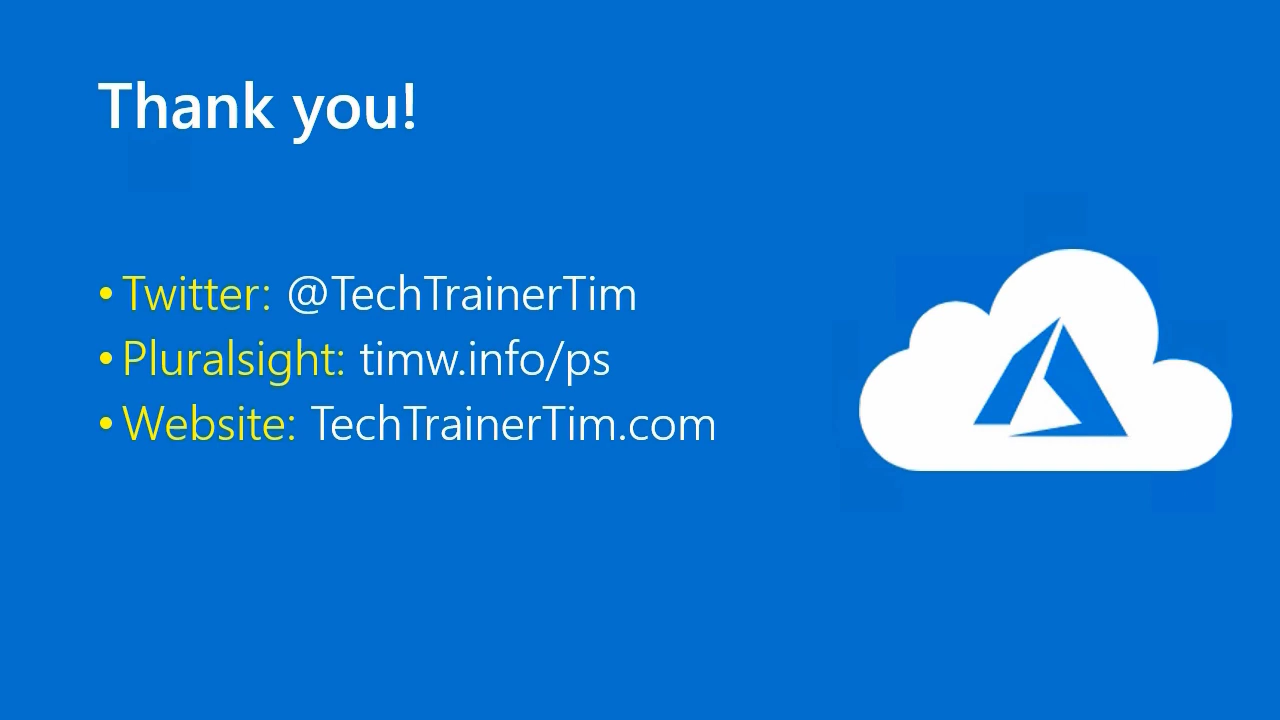 Thank you!
• Twitter: @TechTrainerTim
• Pluralsight: timw.info/ps
• Website: TechTrainerTim.com